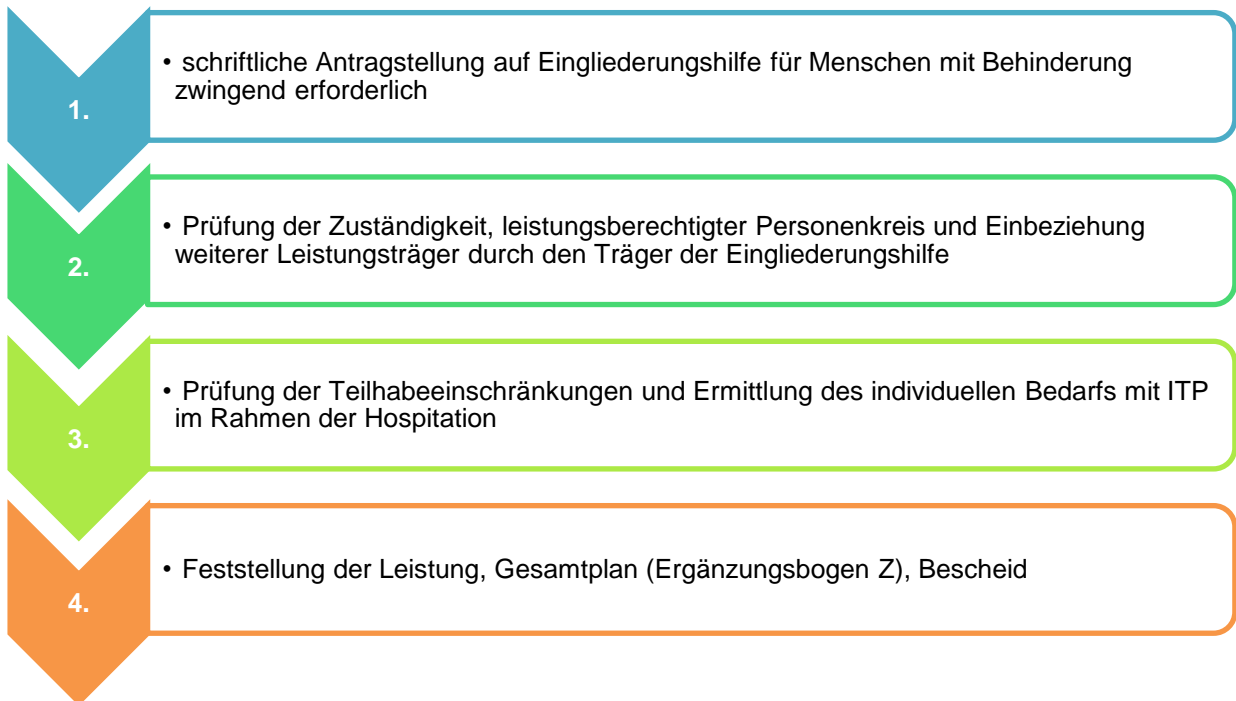 1.
• schriftliche Antragstellung auf Eingliederungshilfe für Menschen mit Behinderung
zwingend erforderlich
2.
• Prüfung der Zuständigkeit, leistungsberechtigter Personenkreis und Einbeziehung
weiterer Leistungsträger durch den Träger der Eingliederungshilfe
3.
• Prüfung der Teilhabeeinschränkungen und Ermittlung des individuellen Bedarfs mit ITP
im Rahmen der Hospitation
4.
• Feststellung der Leistung, Gesamtplan (Ergänzungsbogen Z), Bescheid